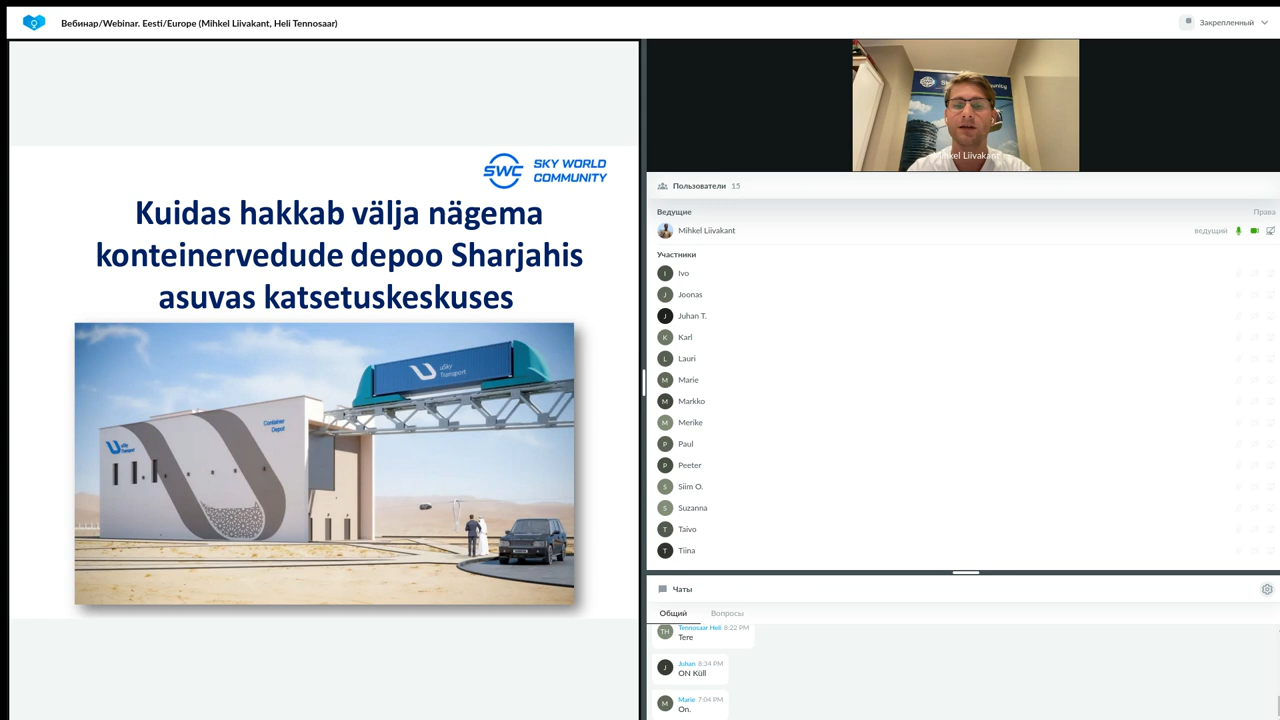 Вебинар/Webinar. Eesti/Europe (Mihkel Liivakant, Heli Tennosaar)
Закрепленный
SWC SKY WORLD
COMMUNITY
Kuidas hakkab välja nägema
konteinervedude depoo Sharjahis
asuvas katsetuskeskuses
uSky
Transport
Container
Depot
uSky
Transport
Mihkel Liivakant
Пользователи 15
Ведущие
Права
Mihkel Liivakant
ведущий
Участники
I Ivo
J Joonas
J Juhan T.
K Karl
L Lauri
M Marie
M Markko
M Merike
P Paul
P Peeter
S Siim O.
S Suzanna
T Taivo
T Tiina
Чаты
Общий
Вопросы
TH Tennosaar Heli 8:22 PM
Tere
J Juhan 8:34 PM
ON Küll
M Marie 7:04 PM
On.